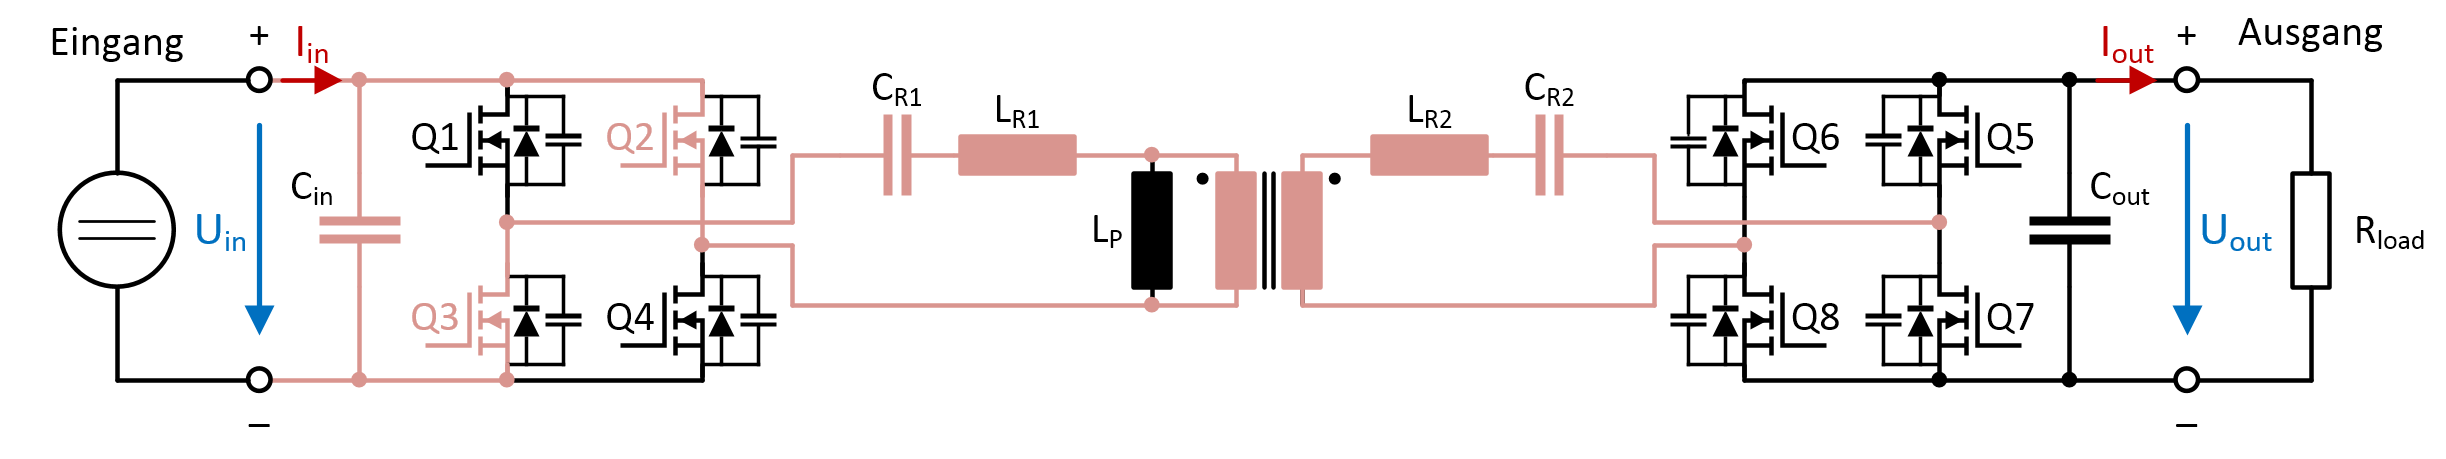 Eingang
+
Iin
Cin
Uin
–
Q1
Q2
Q3
Q4
CR1
LR1
LP
LR2
CR2
Q6
Q5
Q8
Q7
Cout
Iout
+
Ausgang
Uout
Rload
–